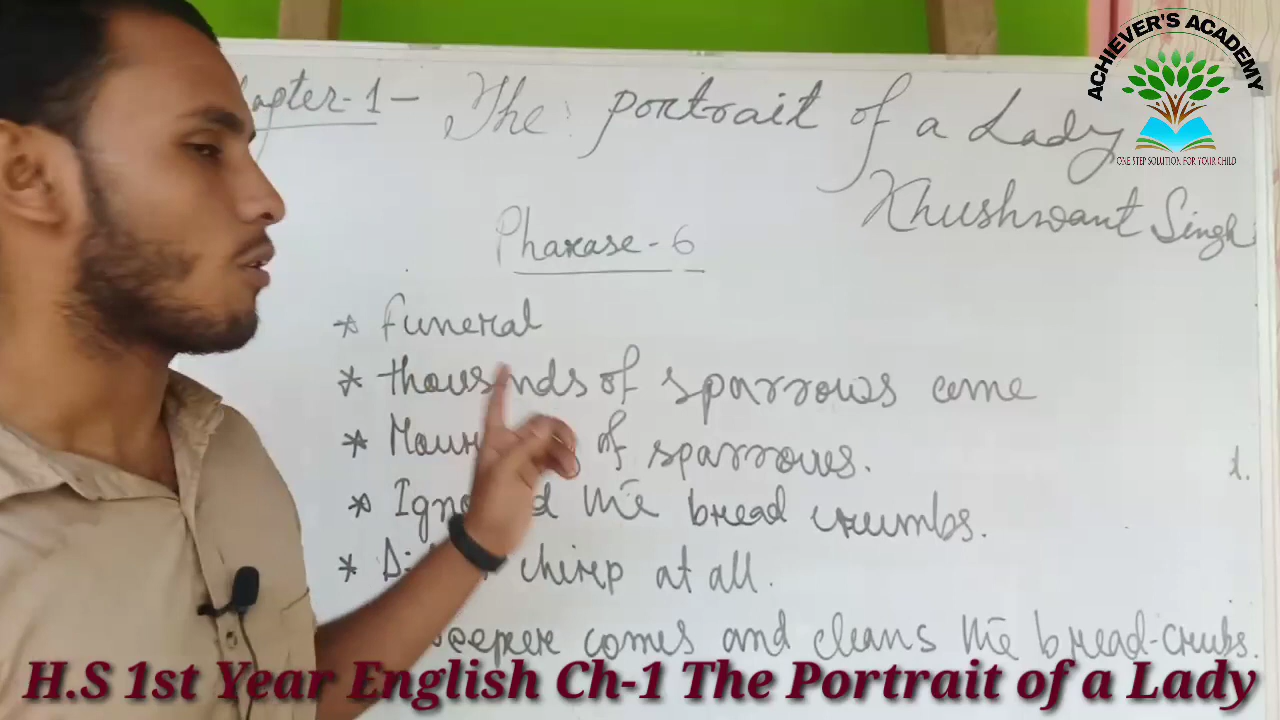 ACHIEVER'S ACADEMY
ONE STEP SOLUTION FOR YOUR CHILD
apter-1 - The portrait of a Lady
Khushwant Singh
Pharase-6
* funeral
* thousands of sparrows come
* of sparrows.
* the bread crumbs.
* chirp at all.
comes and cleans the bread-crubs.
t.
H.S 1st Year English Ch-1 The Portrait of a Lady